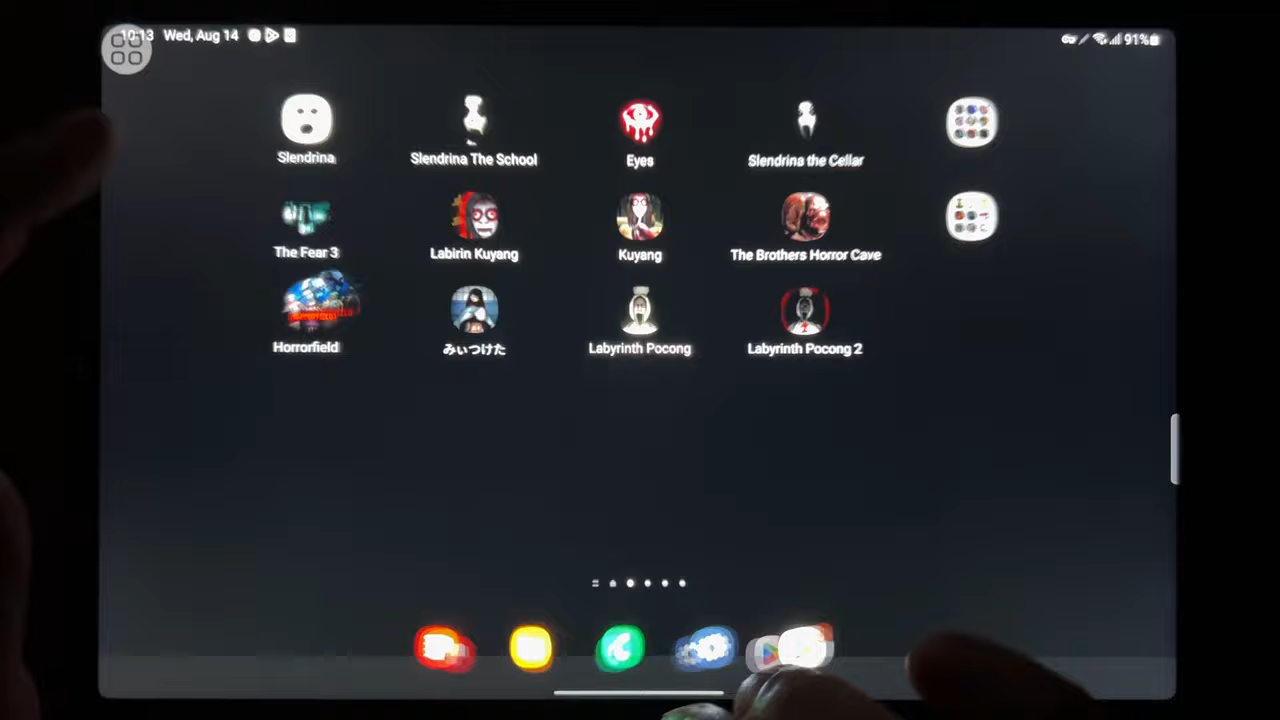 10:13 Wed, Aug 14 91%
Slendrina Slendrina The School Eyes Slendrina the Cellar
The Fear 3 Labirin Kuyang Kuyang The Brothers Horror Cave
Horrorfield みぃつけた Labyrinth Pocong Labyrinth Pocong 2